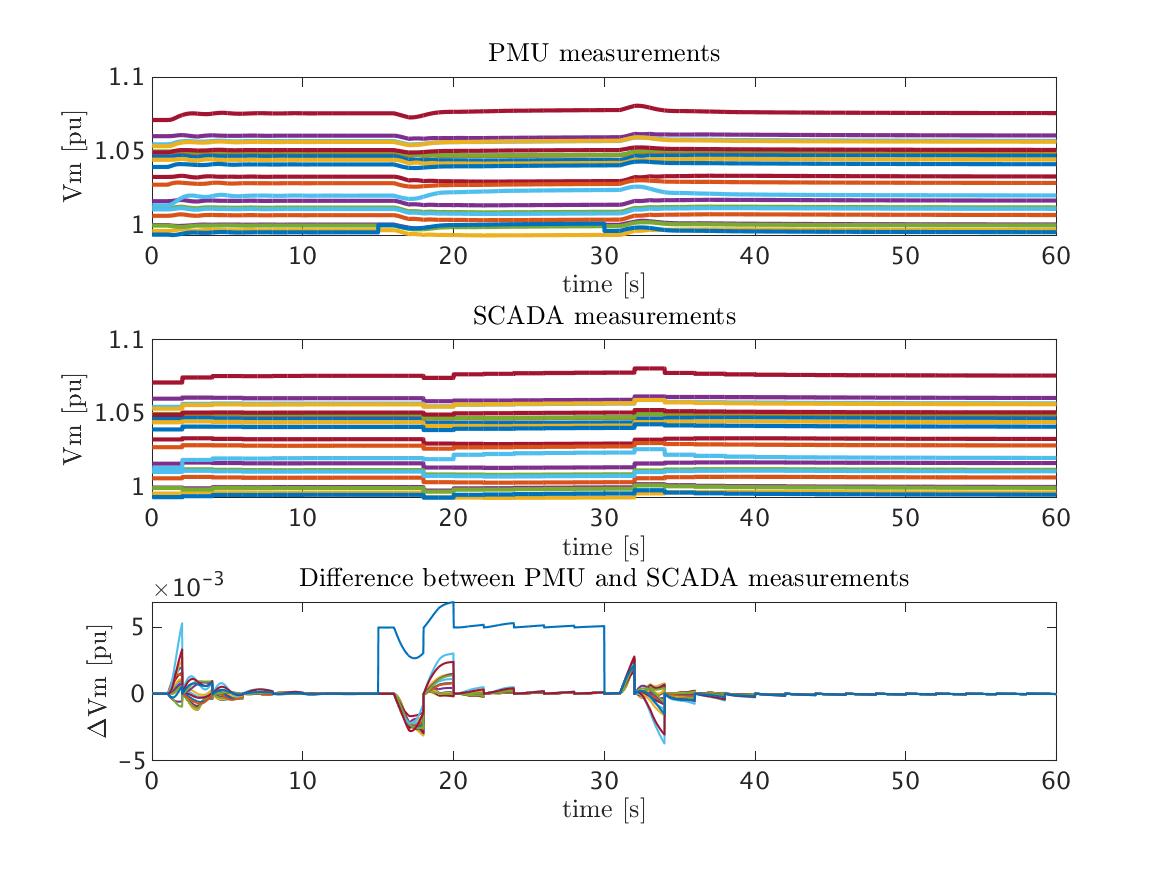 PMU measurements
1.1
1.05
1
Vm [pu]
0 10 20 30 40 50 60
time [s]
SCADA measurements
1.1
1.05
1
Vm [pu]
0 10 20 30 40 50 60
time [s]
Difference between PMU and SCADA measurements
×10⁻³
5
0
-5
ΔVm [pu]
0 10 20 30 40 50 60
time [s]